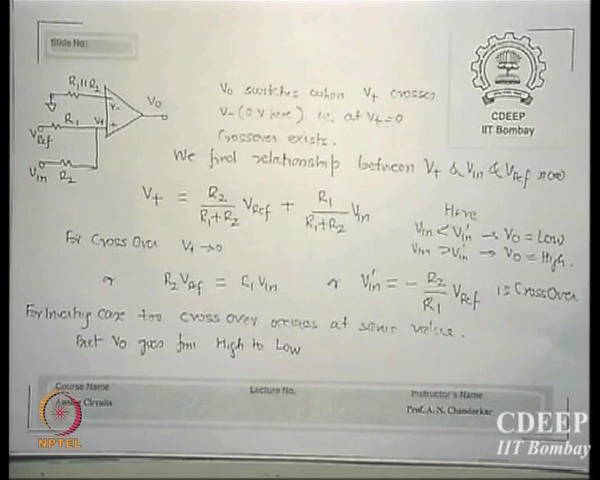 Slide No:
CDEEP
IIT Bombay
R1 || R2
V-
V0
R1
V+
+
VRef
Vin
R2
V0 switches when V+ crosses
V- (0 V here) i.e. at V+ = 0
Crossover exists.
We find relationship between V+ & Vin & VRef now
V+ = R2/(R1+R2) VRef + R1/(R1+R2) Vin
Here
Vin < Vin' → V0 = Low
Vin > Vin' → V0 = High.
For Cross Over V+ → 0
or R2 VRef = R1 Vin or Vin' = - R2/R1 VRef is CrossOver
For Inverting case too cross over occurs at same value.
But V0 goes from High to Low
Course Name
Analog Circuits
Lecture No.
Instructor's Name
Prof. A. N. Chandorkar
NPTEL
CDEEP
IIT Bombay